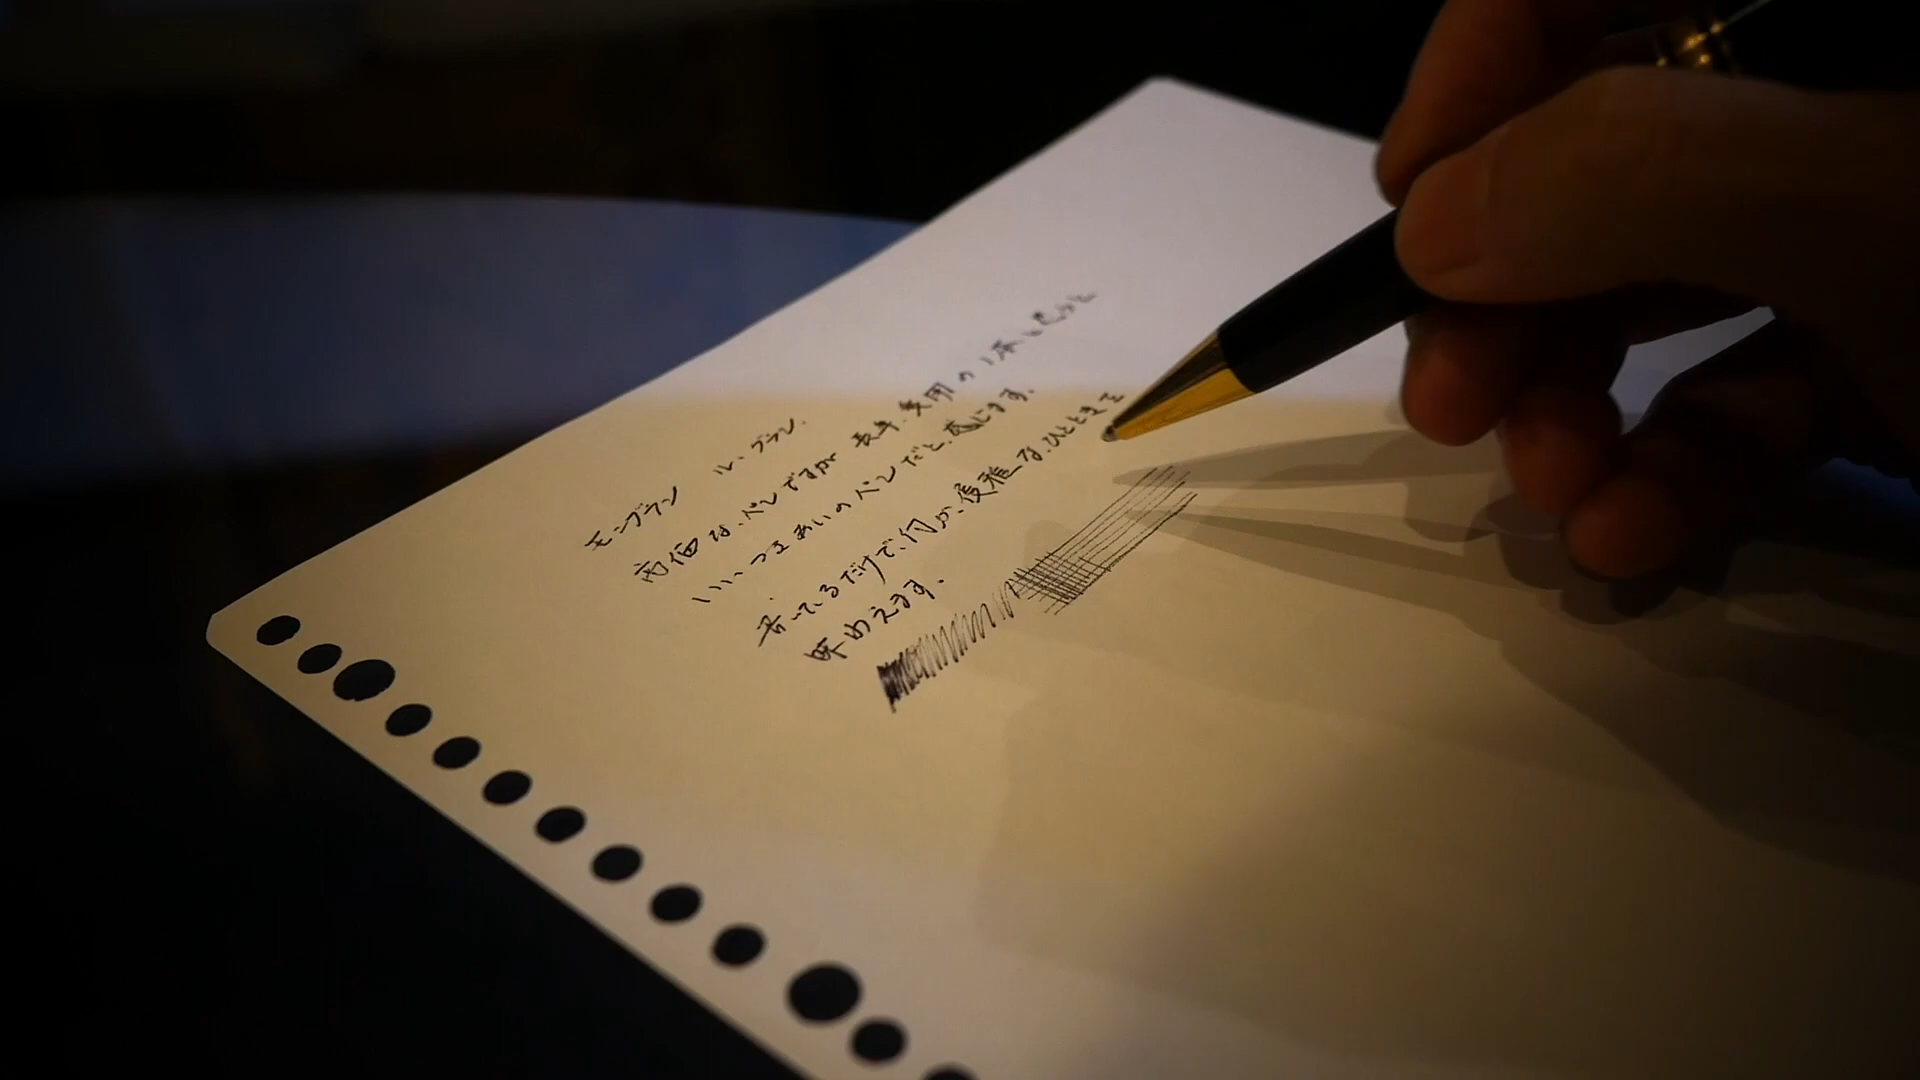 モンブラン ル・ブラン.
高価な、ペンですが 長年、愛用の1本と思うと
いい、つきあいのペンだと、感じます.
書いてるだけで、何か、優雅な、ひとときを
味わえます.